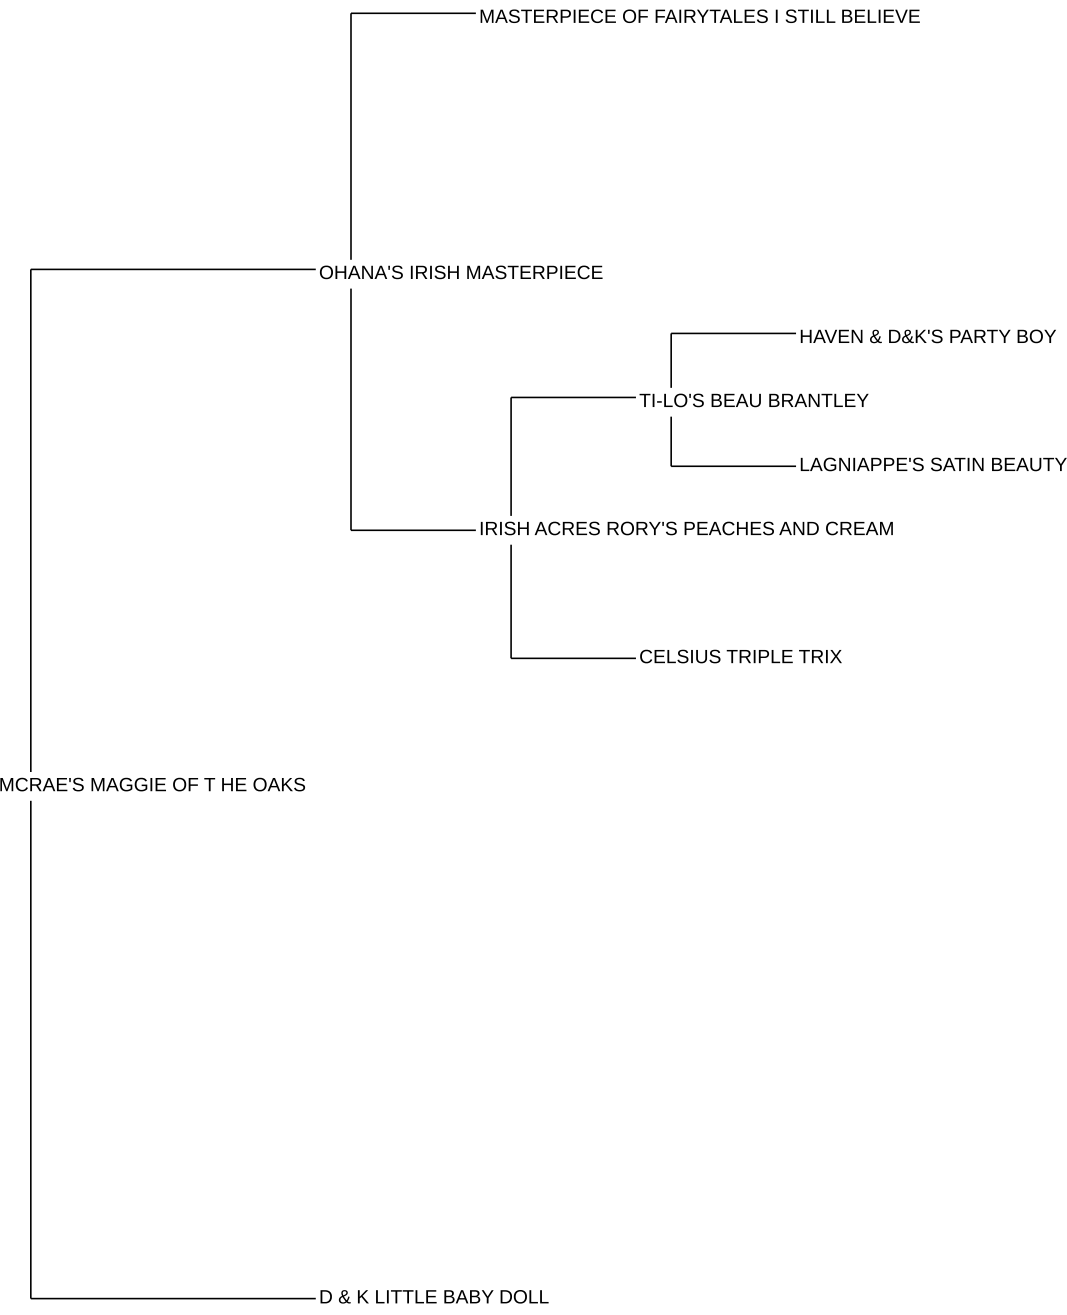 MASTERPIECE OF FAIRYTALES I STILL BELIEVE
OHANA'S IRISH MASTERPIECE
HAVEN & D&K'S PARTY BOY
TI-LO'S BEAU BRANTLEY
LAGNIAPPE'S SATIN BEAUTY
IRISH ACRES RORY'S PEACHES AND CREAM
CELSIUS TRIPLE TRIX
MCRAE'S MAGGIE OF T HE OAKS
D & K LITTLE BABY DOLL